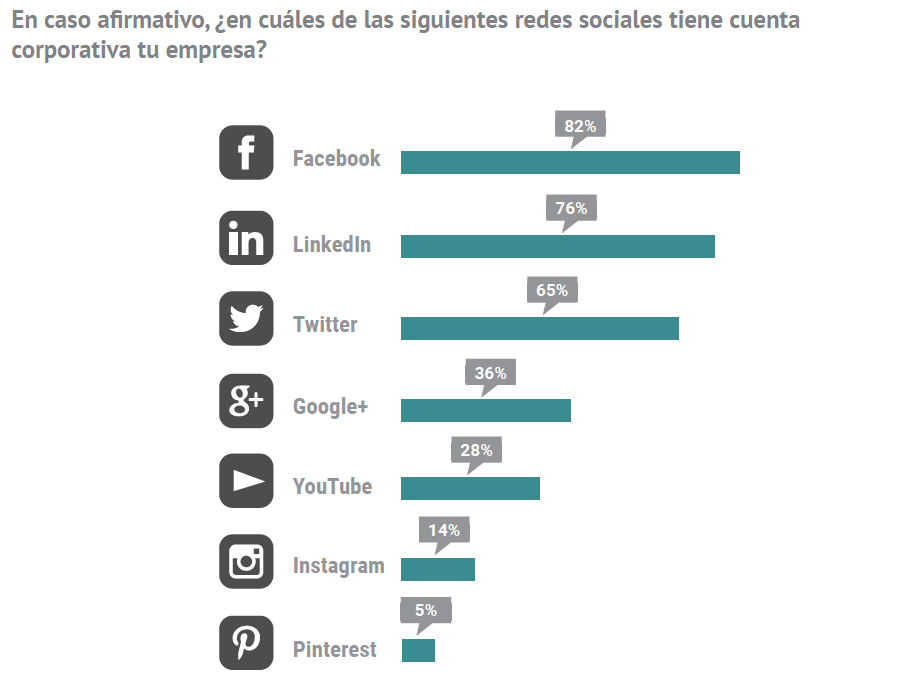 En caso afirmativo, ¿en cuáles de las siguientes redes sociales tiene cuenta
corporativa tu empresa?
82%
f Facebook
76%
in LinkedIn
65%
Twitter
36%
g+ Google+
28%
YouTube
14%
Instagram
5%
Pinterest